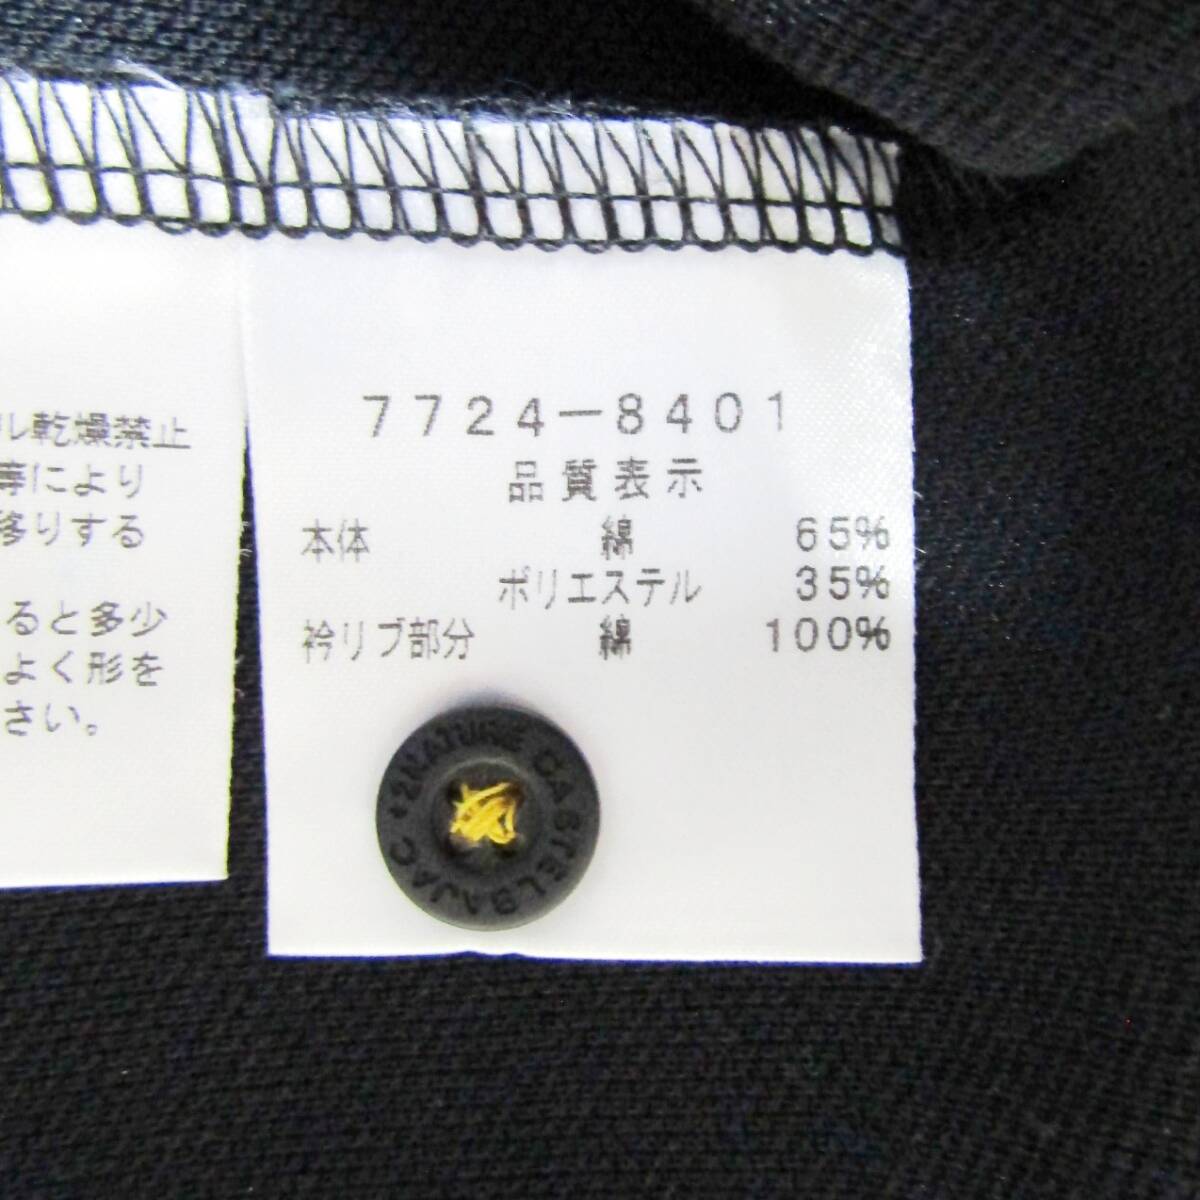 ル乾燥禁止
等により
移りする
ると多少
よく形を
さい。
7724-8401
品質表示
本体 綿 65%
ポリエステル 35%
衿リブ部分 綿 100%
NATURE CASTELBAJAC